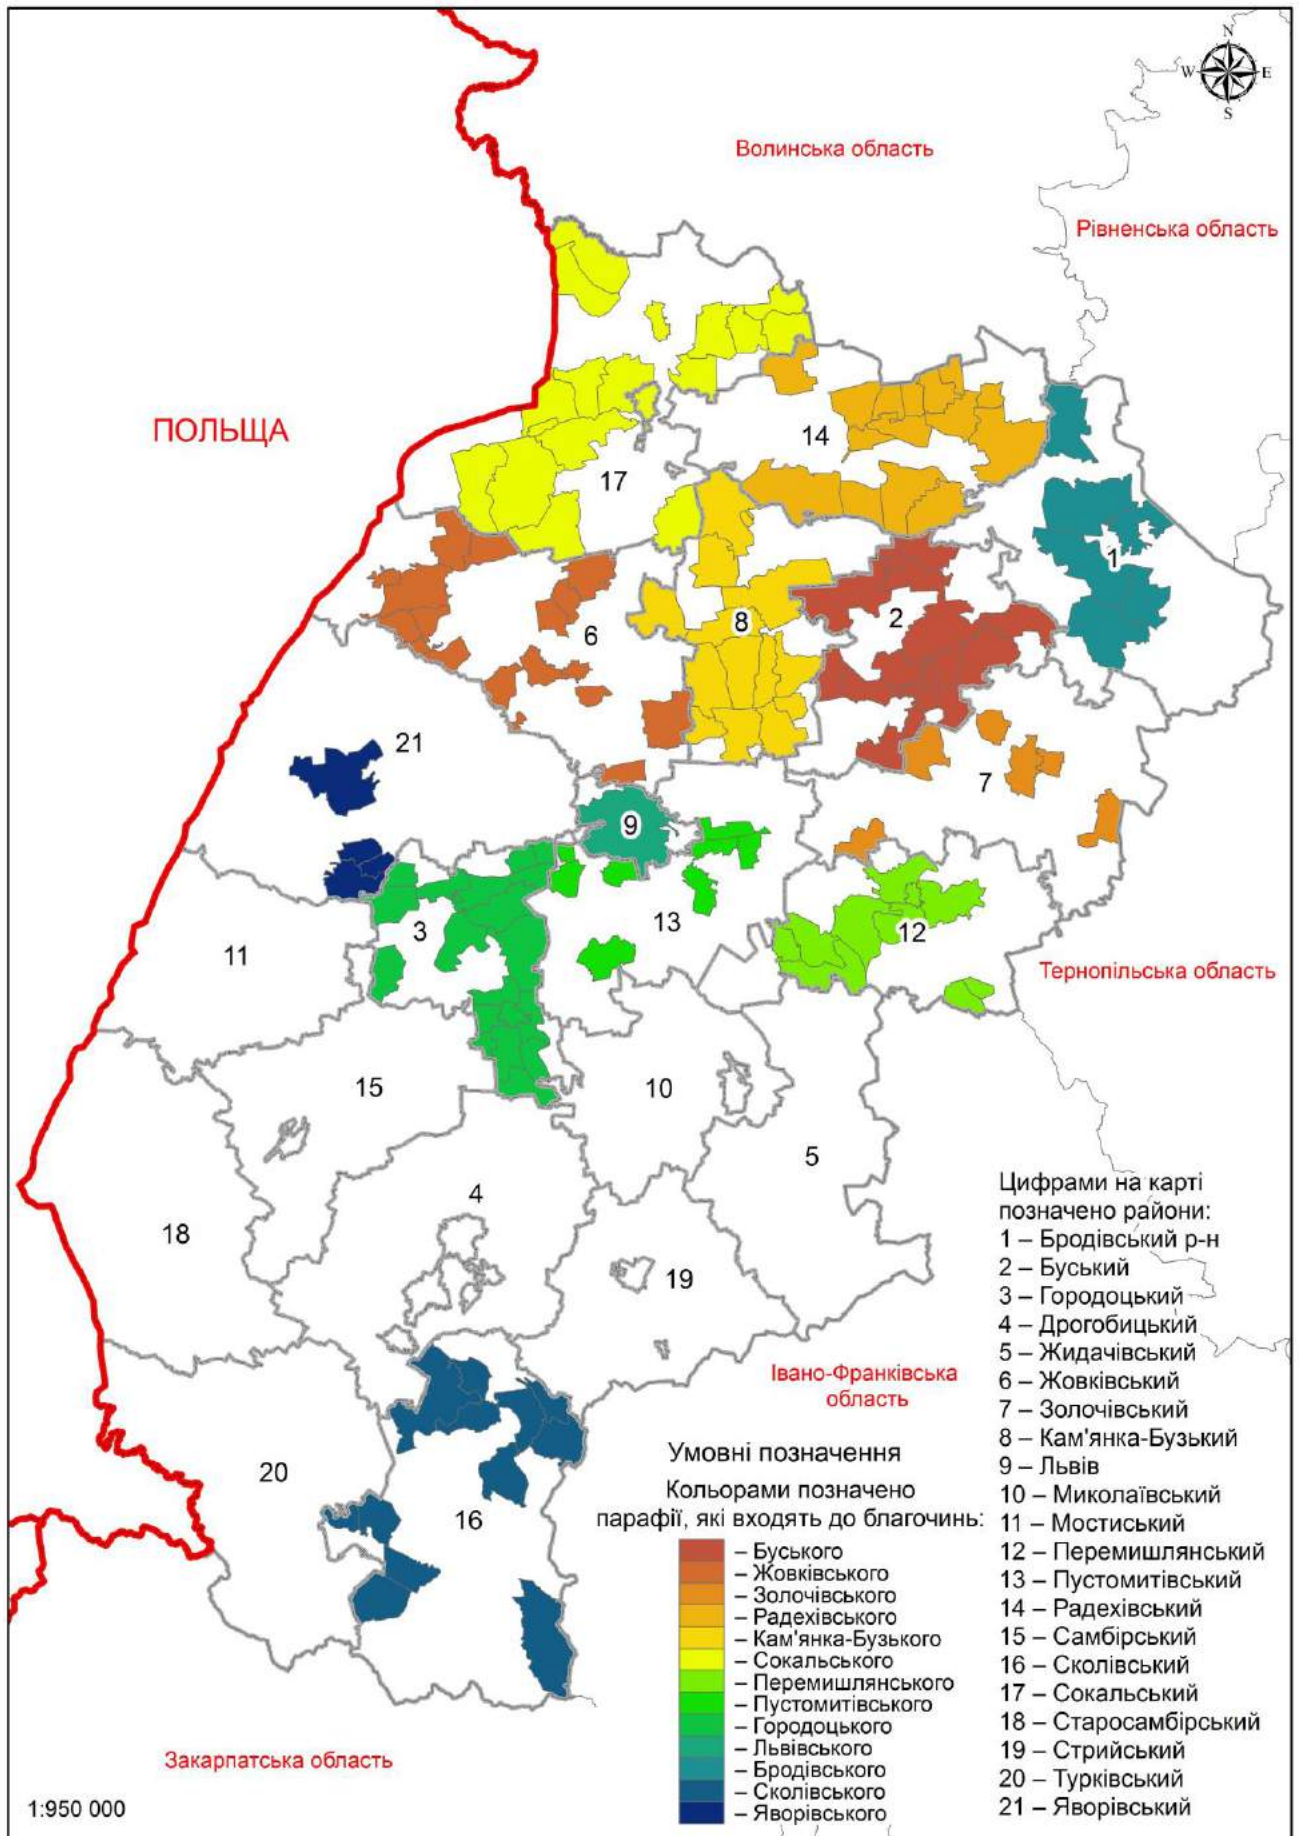 N
W
E
S
Волинська область
Рівненська область
ПОЛЬЩА
14
17
1
2
8
6
21
7
9
13
3
12
11
Тернопільська область
15
10
5
4
18
19
Івано-Франківська
область
20
16
Закарпатська область
1:950 000
Умовні позначення
Кольорами позначено
парафії, які входять до благочинь:
– Буського
– Жовківського
– Золочівського
– Радехівського
– Кам'янка-Бузького
– Сокальського
– Перемишлянського
– Пустомитівського
– Городоцького
– Львівського
– Бродівського
– Сколівського
– Яворівського
Цифрами на карті
позначено райони:
1 – Бродівський р-н
2 – Буський
3 – Городоцький
4 – Дрогобицький
5 – Жидачівський
6 – Жовківський
7 – Золочівський
8 – Кам'янка-Бузький
9 – Львів
10 – Миколаївський
11 – Мостиський
12 – Перемишлянський
13 – Пустомитівський
14 – Радехівський
15 – Самбірський
16 – Сколівський
17 – Сокальський
18 – Старосамбірський
19 – Стрийський
20 – Турківський
21 – Яворівський